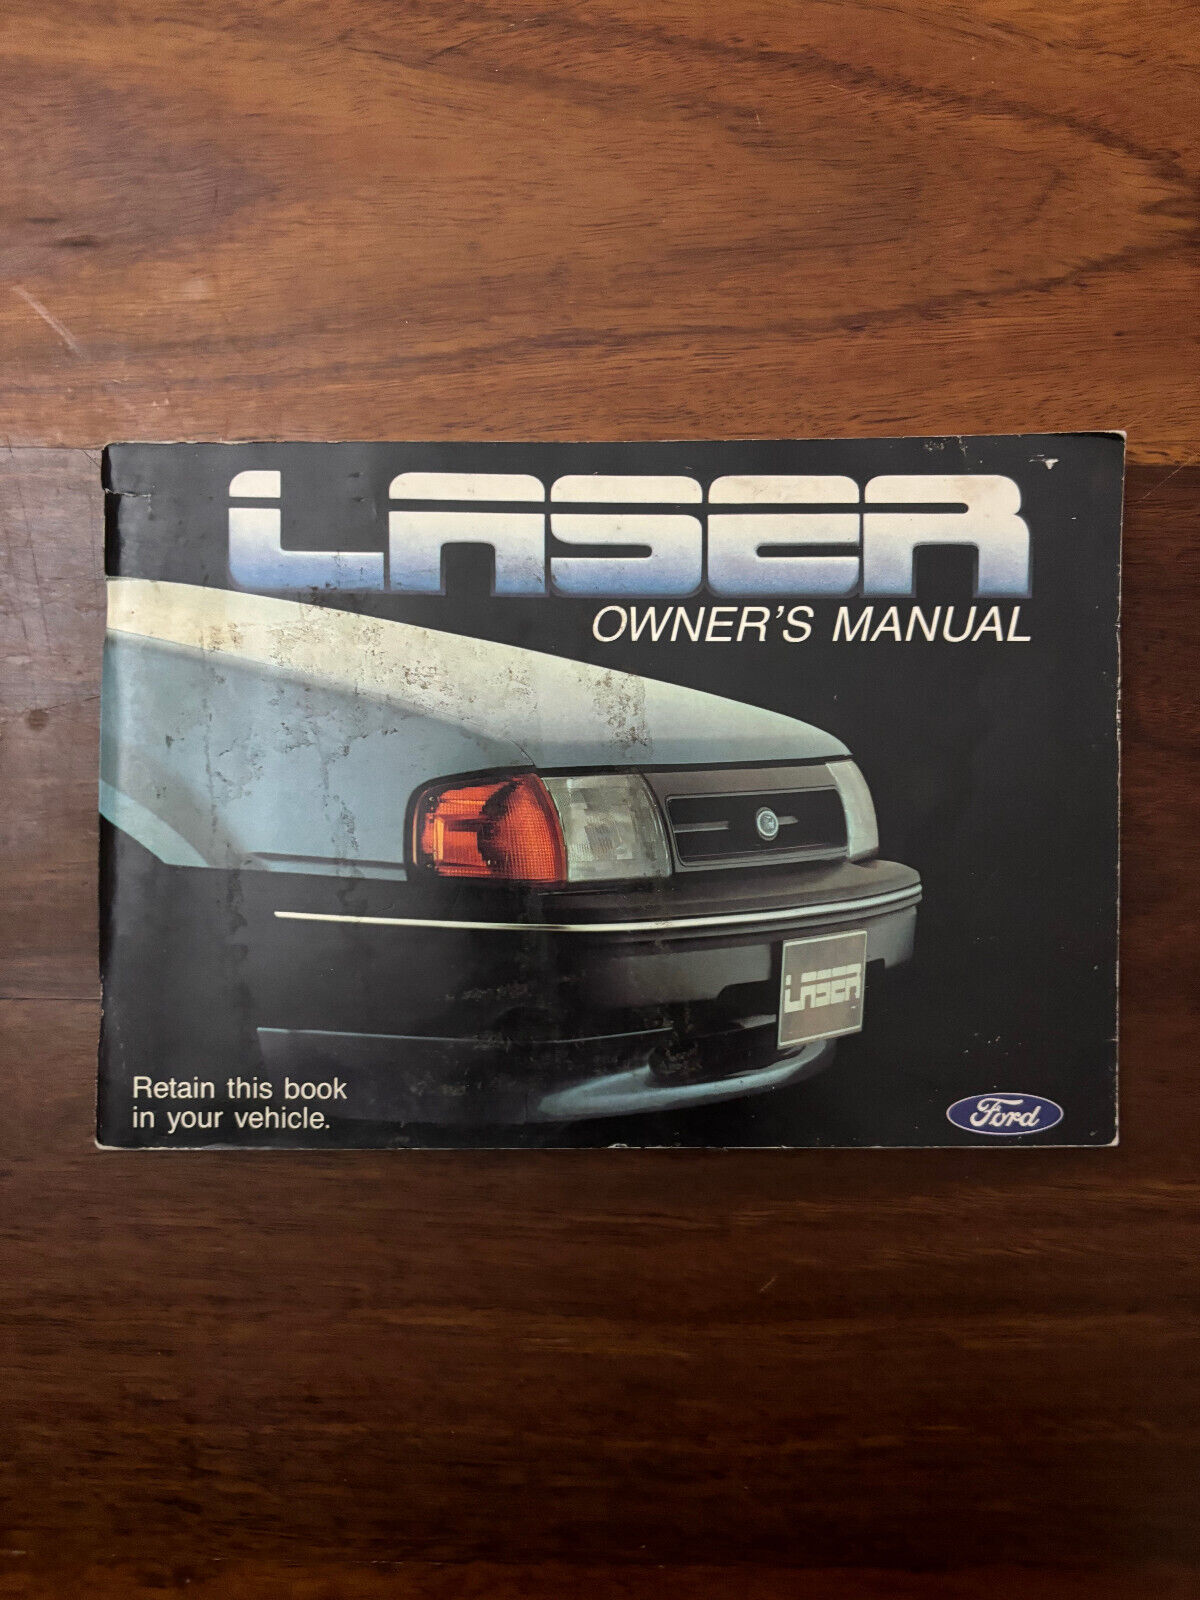 LASER
OWNER'S MANUAL
LASER
Retain this book
in your vehicle.
Ford